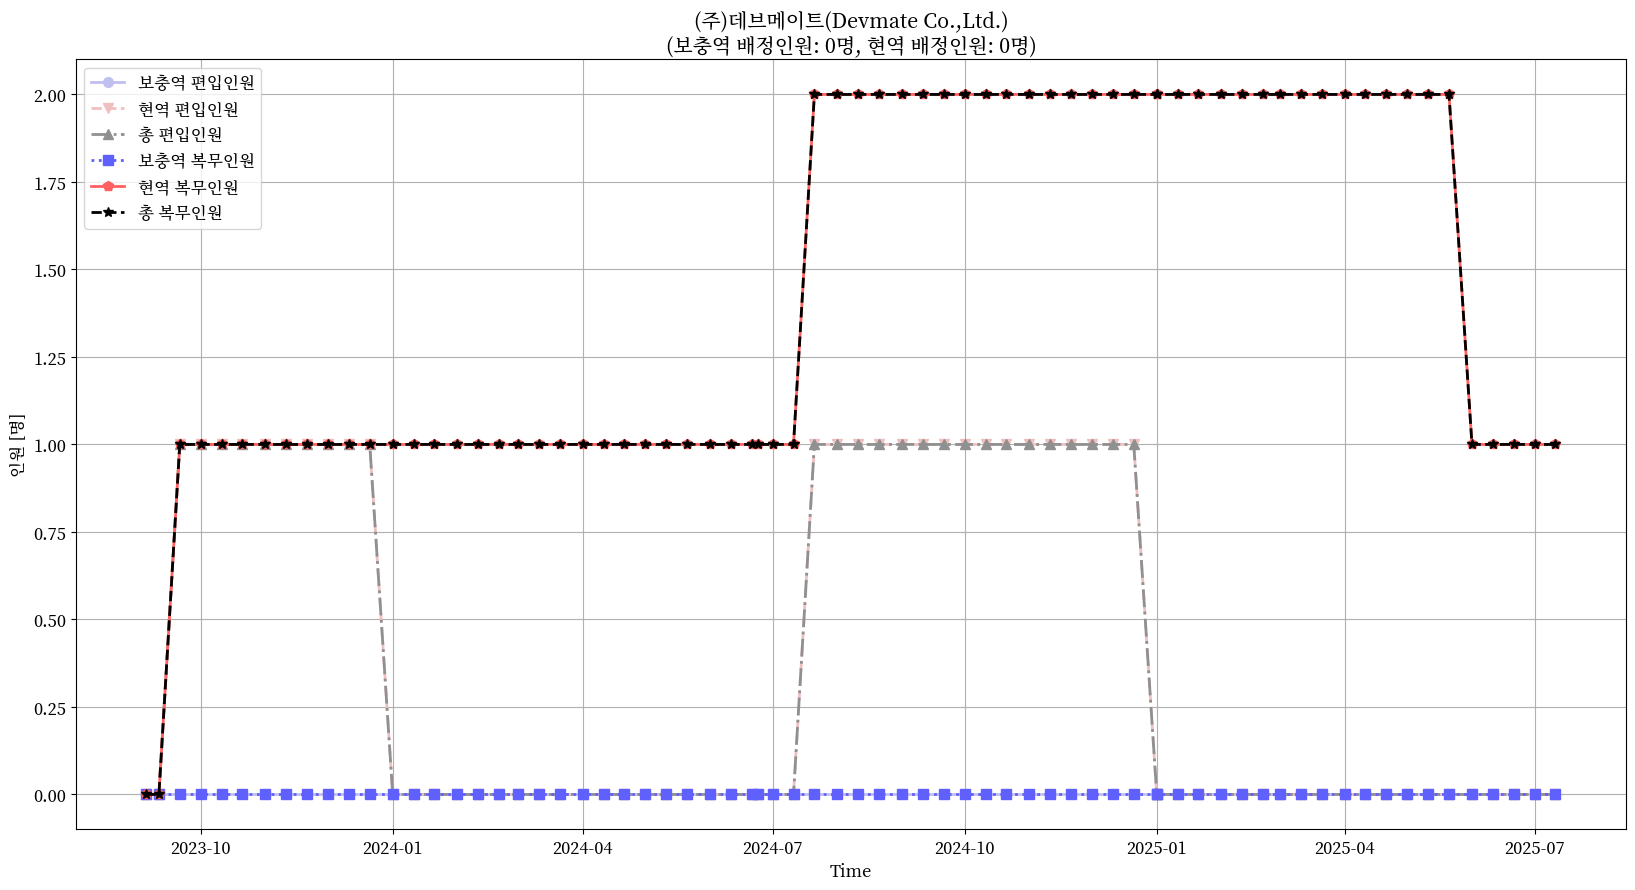 (주)데브메이트(Devmate Co.,Ltd.)
(보충역 배정인원: 0명, 현역 배정인원: 0명)
보충역 편입인원
현역 편입인원
총 편입인원
보충역 복무인원
현역 복무인원
총 복무인원
2.00
1.75
1.50
1.25
1.00
0.75
0.50
0.25
0.00
인원 [명]
2023-10
2024-01
2024-04
2024-07
2024-10
2025-01
2025-04
2025-07
Time